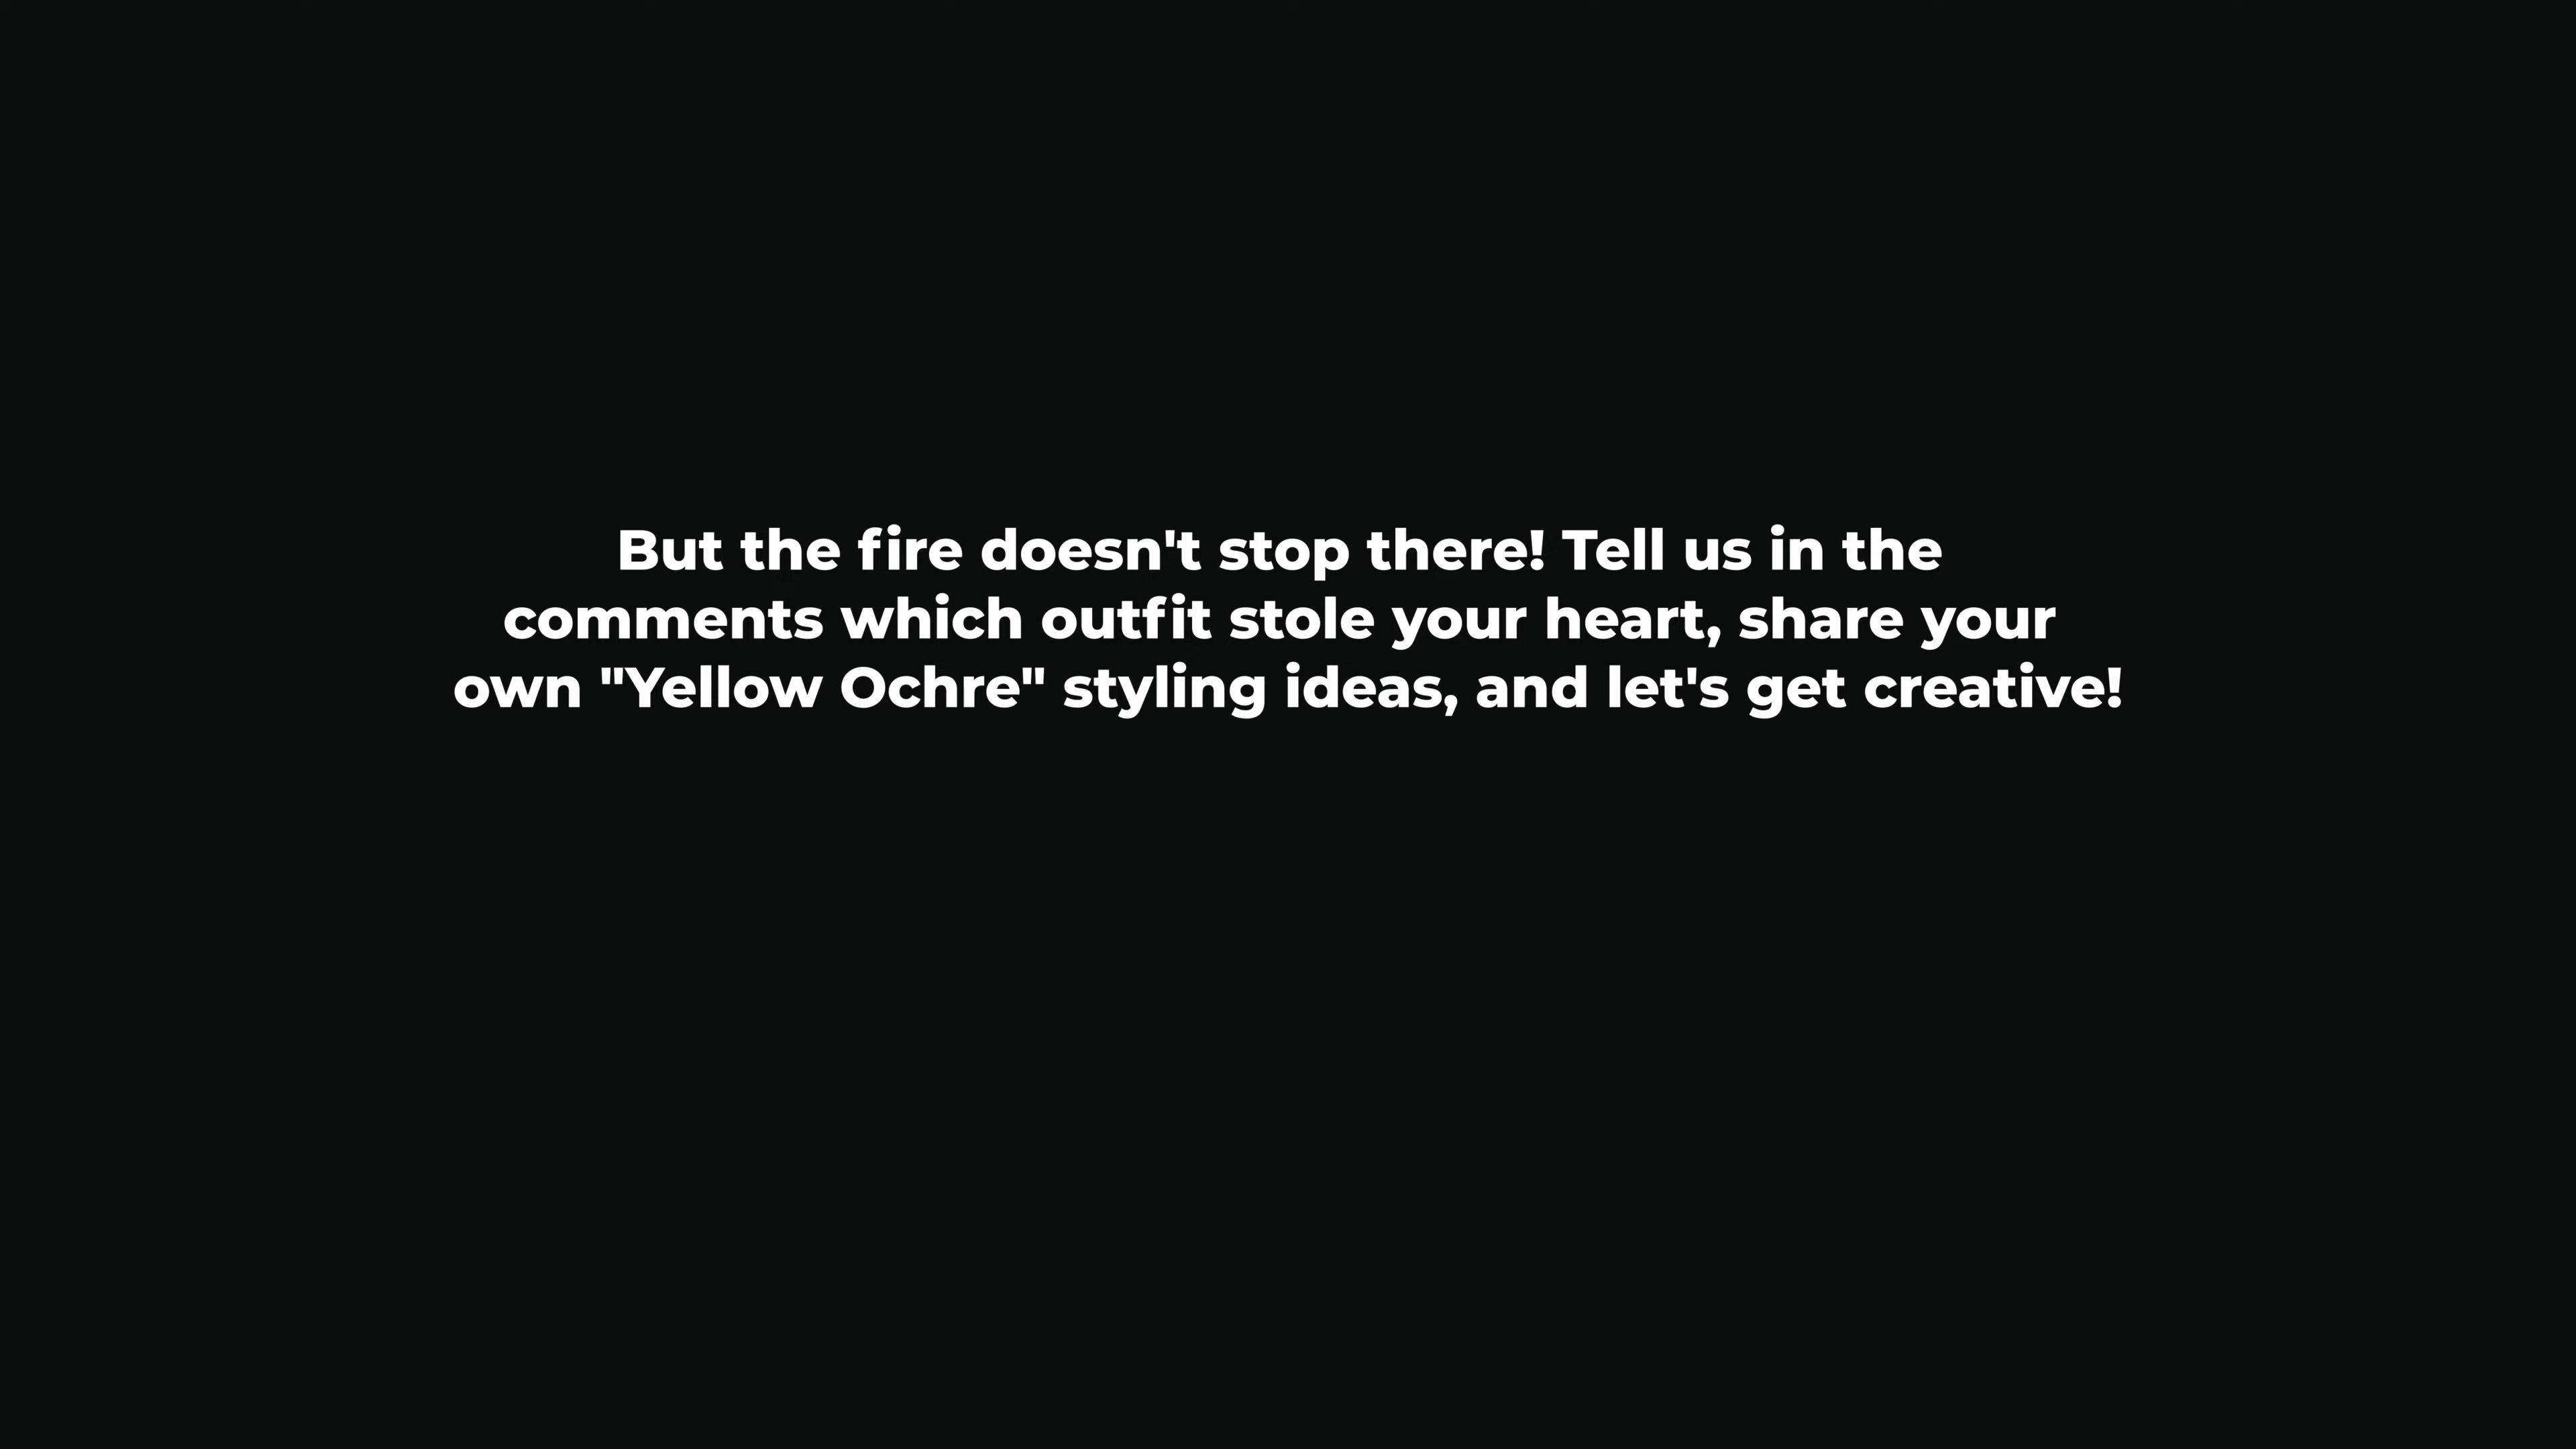 But the fire doesn't stop there! Tell us in the
comments which outfit stole your heart, share your
own "Yellow Ochre" styling ideas, and let's get creative!